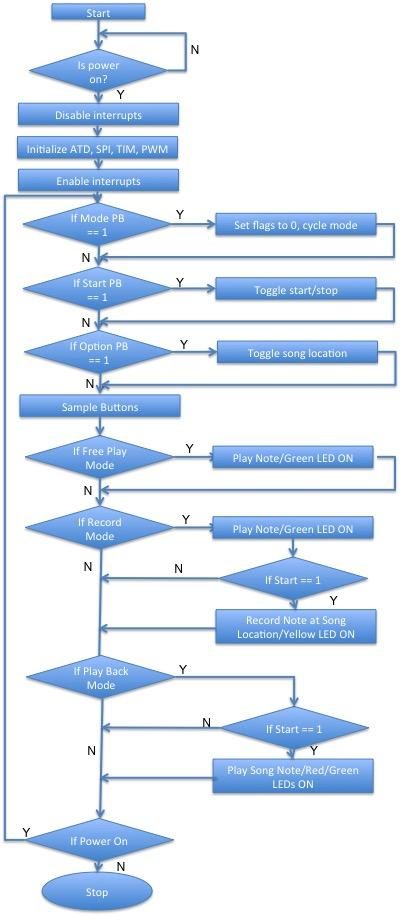 Start
N
Is power
on?
Y
Disable interrupts
Initialize ATD, SPI, TIM, PWM
Enable interrupts
If Mode PB
== 1
Y
Set flags to 0, cycle mode
N
If Start PB
== 1
Y
Toggle start/stop
N
If Option PB
== 1
Y
Toggle song location
N
Sample Buttons
If Free Play
Mode
Y
Play Note/Green LED ON
N
If Record
Mode
Y
Play Note/Green LED ON
N
N
If Start == 1
Y
Record Note at Song
Location/Yellow LED ON
If Play Back
Mode
Y
N
If Start == 1
N
Y
Play Song Note/Red/Green
LEDs ON
Y
If Power On
N
Stop